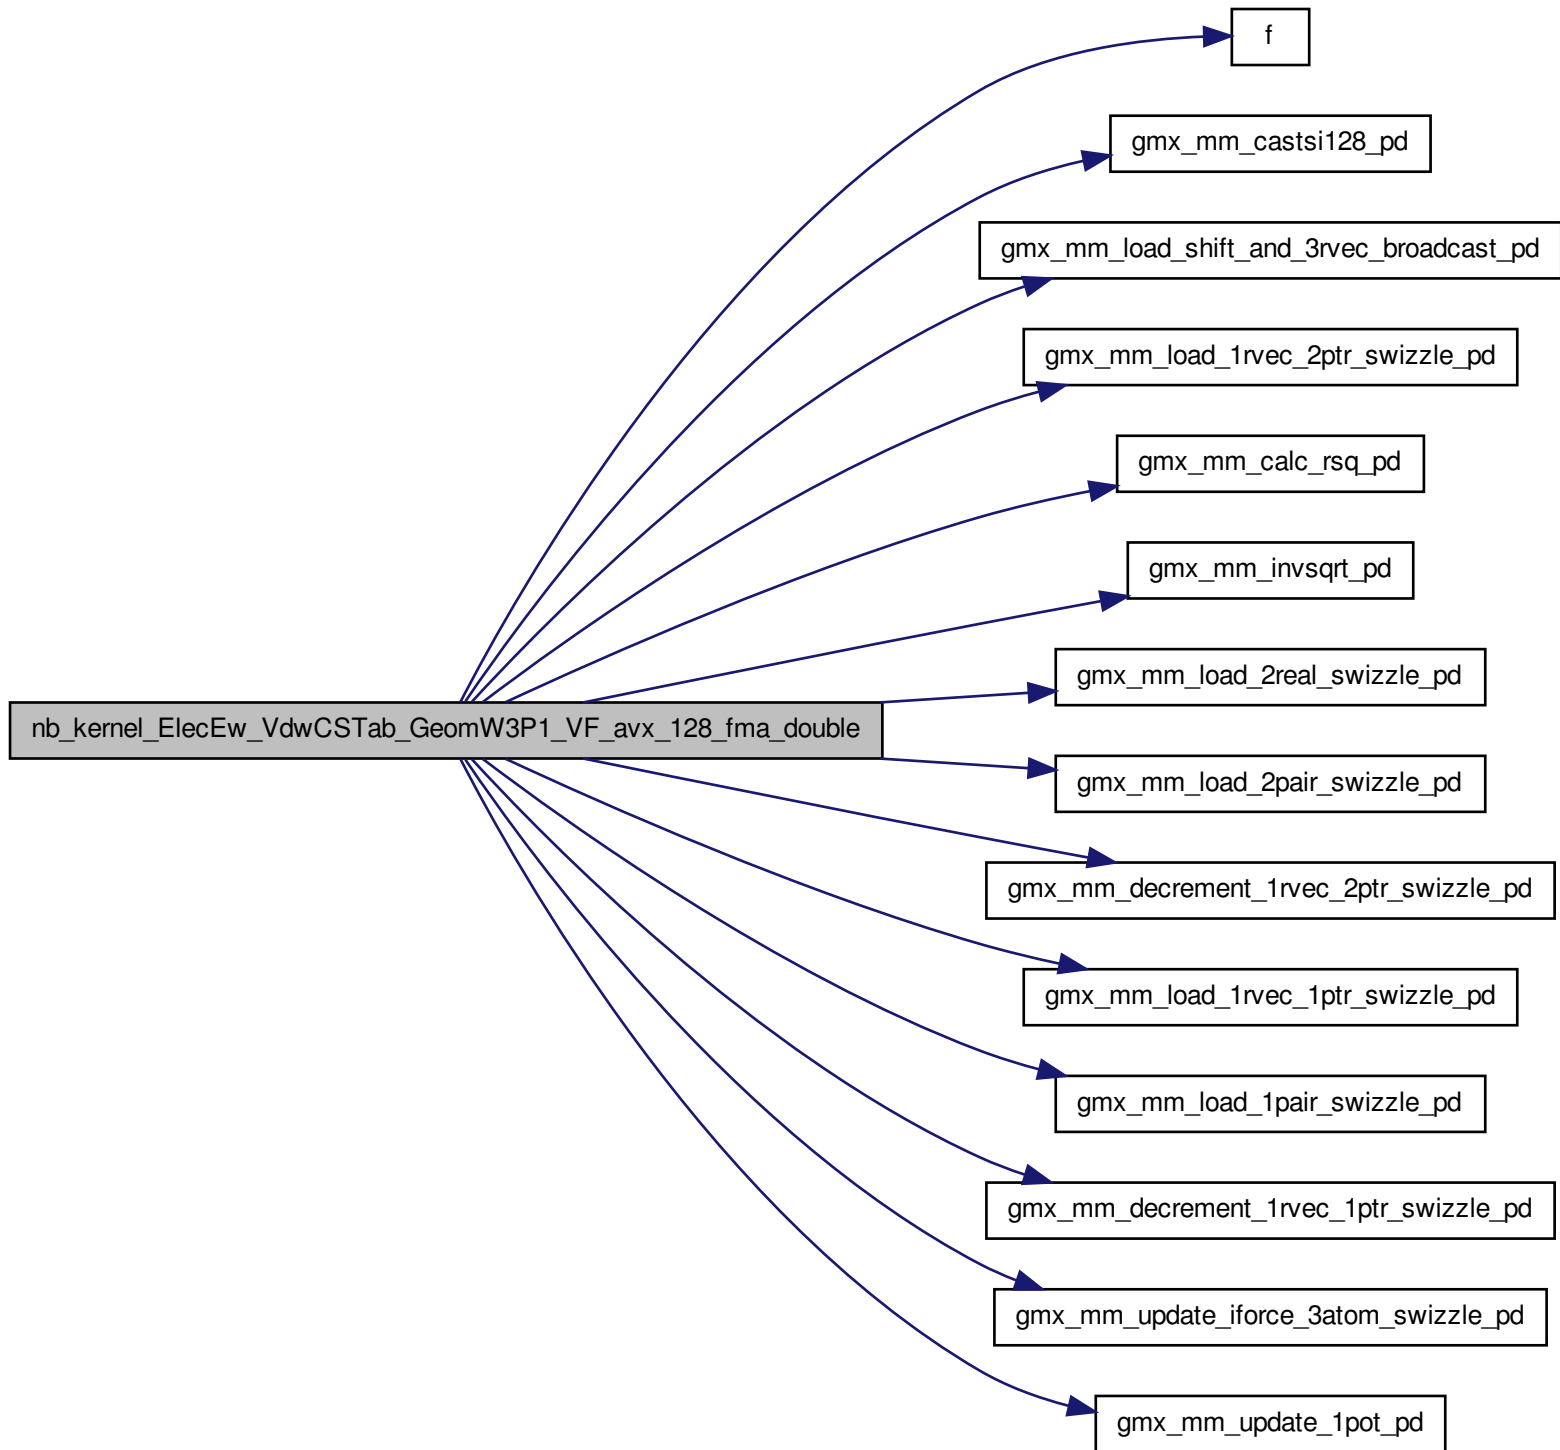 f
gmx_mm_castsi128_pd
gmx_mm_load_shift_and_3rvec_broadcast_pd
gmx_mm_load_1rvec_2ptr_swizzle_pd
gmx_mm_calc_rsq_pd
gmx_mm_invsqrt_pd
gmx_mm_load_2real_swizzle_pd
nb_kernel_ElecEw_VdwCSTab_GeomW3P1_VF_avx_128_fma_double
gmx_mm_load_2pair_swizzle_pd
gmx_mm_decrement_1rvec_2ptr_swizzle_pd
gmx_mm_load_1rvec_1ptr_swizzle_pd
gmx_mm_load_1pair_swizzle_pd
gmx_mm_decrement_1rvec_1ptr_swizzle_pd
gmx_mm_update_iforce_3atom_swizzle_pd
gmx_mm_update_1pot_pd